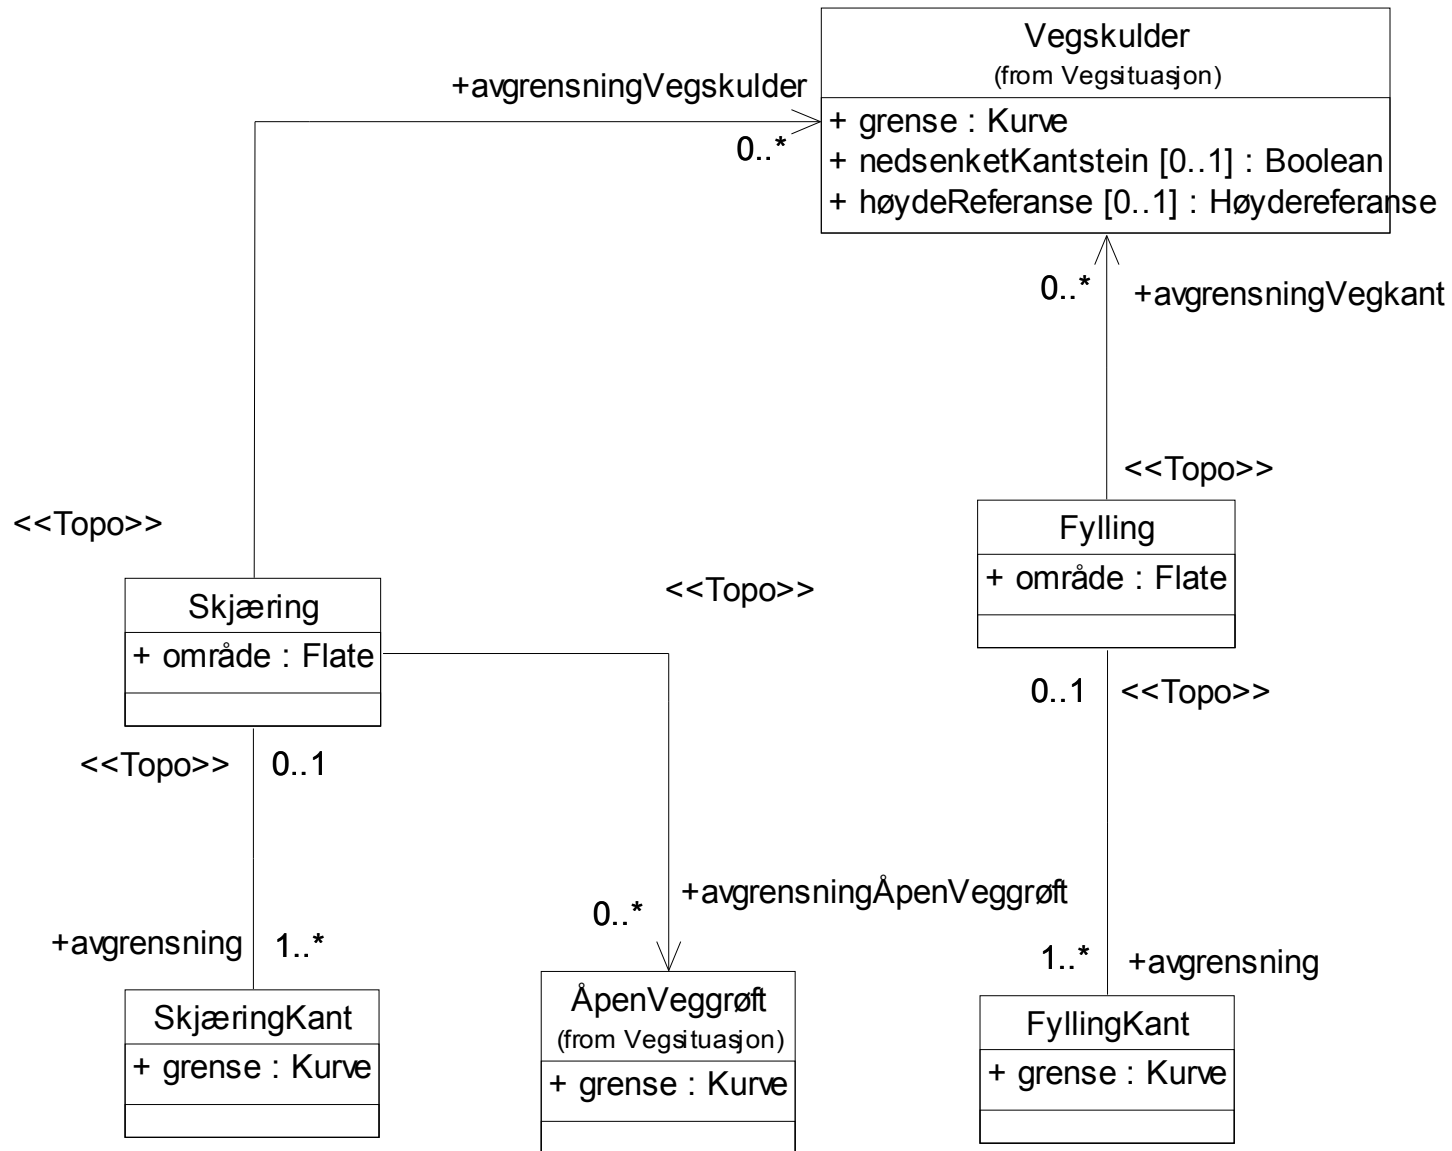 Vegskulder
(from Vegsituasjon)
+ grense : Kurve
+ nedsenketKantstein [0..1] : Boolean
+ høydeReferanse [0..1] : Høydereferanse
+avgrensningVegskulder
0..*
0..*
+avgrensningVegkant
<<Topo>>
<<Topo>>
Fylling
+ område : Flate
<<Topo>>
Skjæring
+ område : Flate
0..1
<<Topo>>
<<Topo>>
0..1
+avgrensningÅpenVeggrøft
0..*
+avgrensning
1..*
1..*
+avgrensning
SkjæringKant
+ grense : Kurve
ÅpenVeggrøft
(from Vegsituasjon)
+ grense : Kurve
FyllingKant
+ grense : Kurve